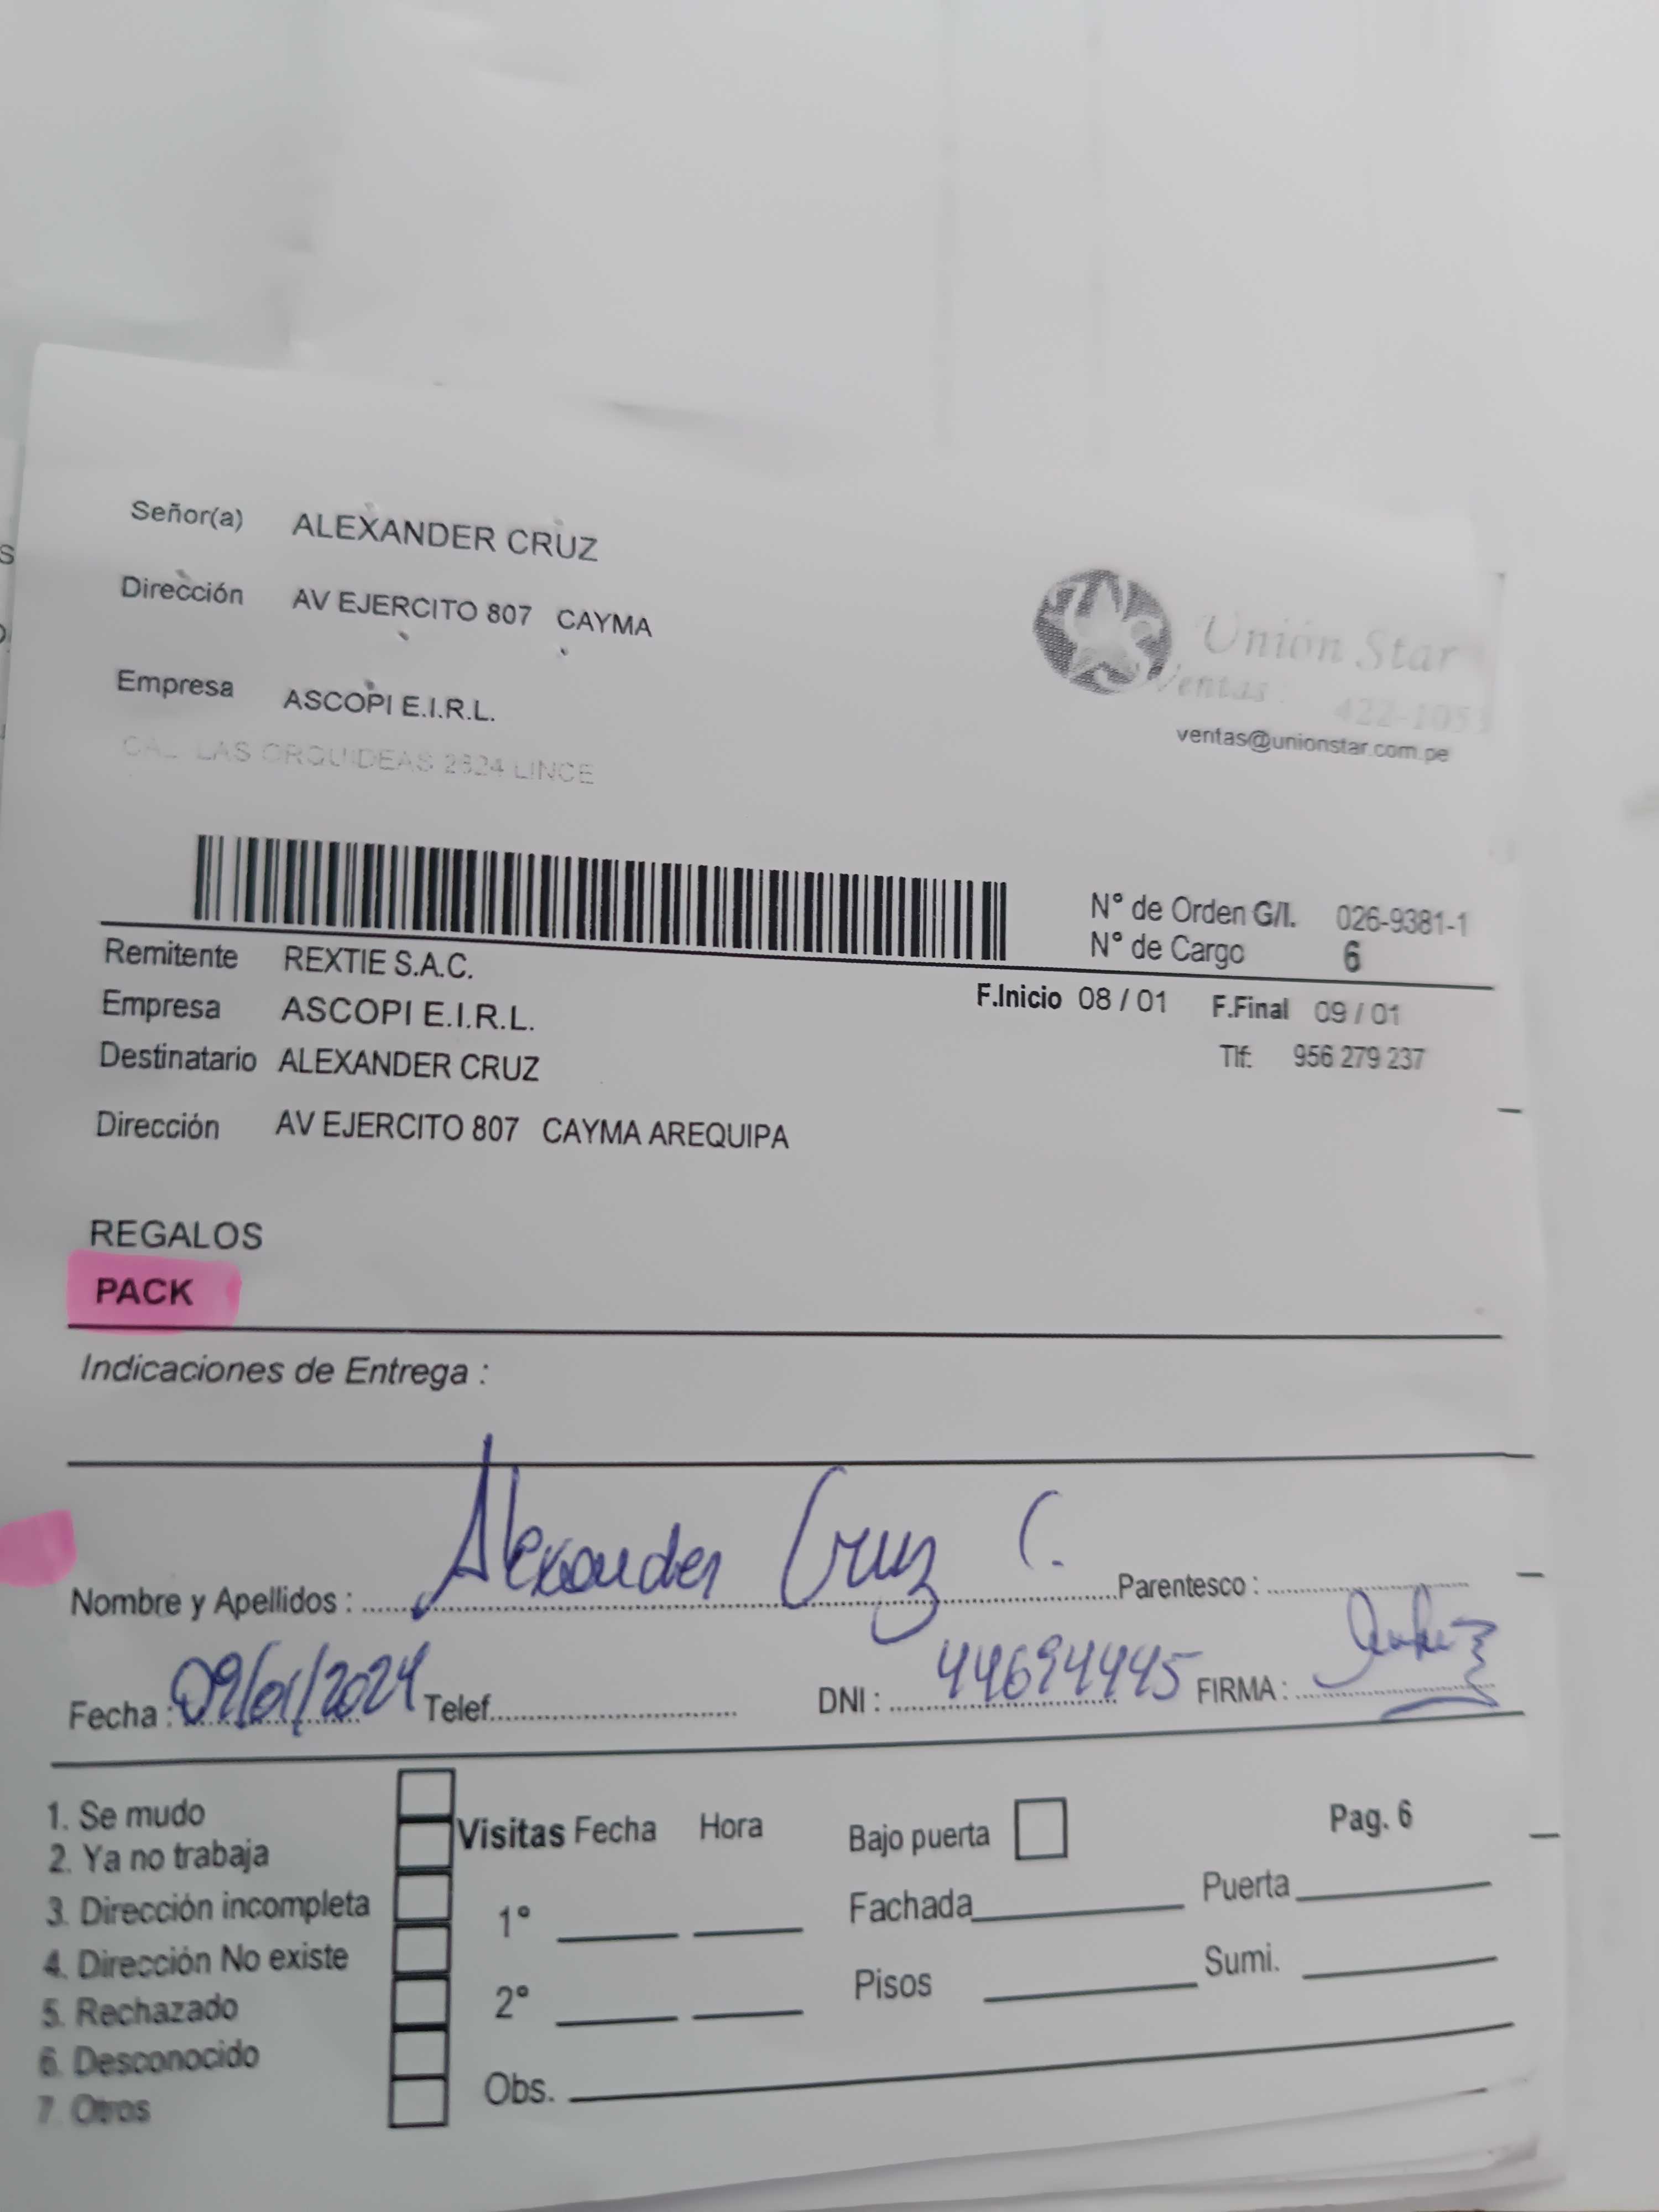 Señor(a) ALEXANDER CRUZ
Dirección AV EJERCITO 807 CAYMA
Empresa ASCOPI E.I.R.L.
CAL LAS ORQUIDEAS 2624 LINCE
Unión Star
Ventas : 422-1051
ventas@unionstar.com.pe
N° de Orden G/I. 026-9381-1
N° de Cargo 6
Remitente REXTIE S.A.C.
Empresa ASCOPI E.I.R.L.
F.Inicio 08 / 01 F.Final 09 / 01
Destinatario ALEXANDER CRUZ
Tlf: 956 279 237
Dirección AV EJERCITO 807 CAYMA AREQUIPA
REGALOS
PACK
Indicaciones de Entrega :
Nombre y Apellidos : Alexander Cruz C. Parentesco :
Fecha : 09/01/2024 Telef. DNI : 44694445 FIRMA :
1. Se mudo
2. Ya no trabaja
3. Dirección incompleta
4. Dirección No existe
5. Rechazado
6. Desconocido
7. Otros
Visitas Fecha Hora
1°
2°
Obs.
Bajo puerta
Fachada
Pisos
Pag. 6
Puerta
Sumi.